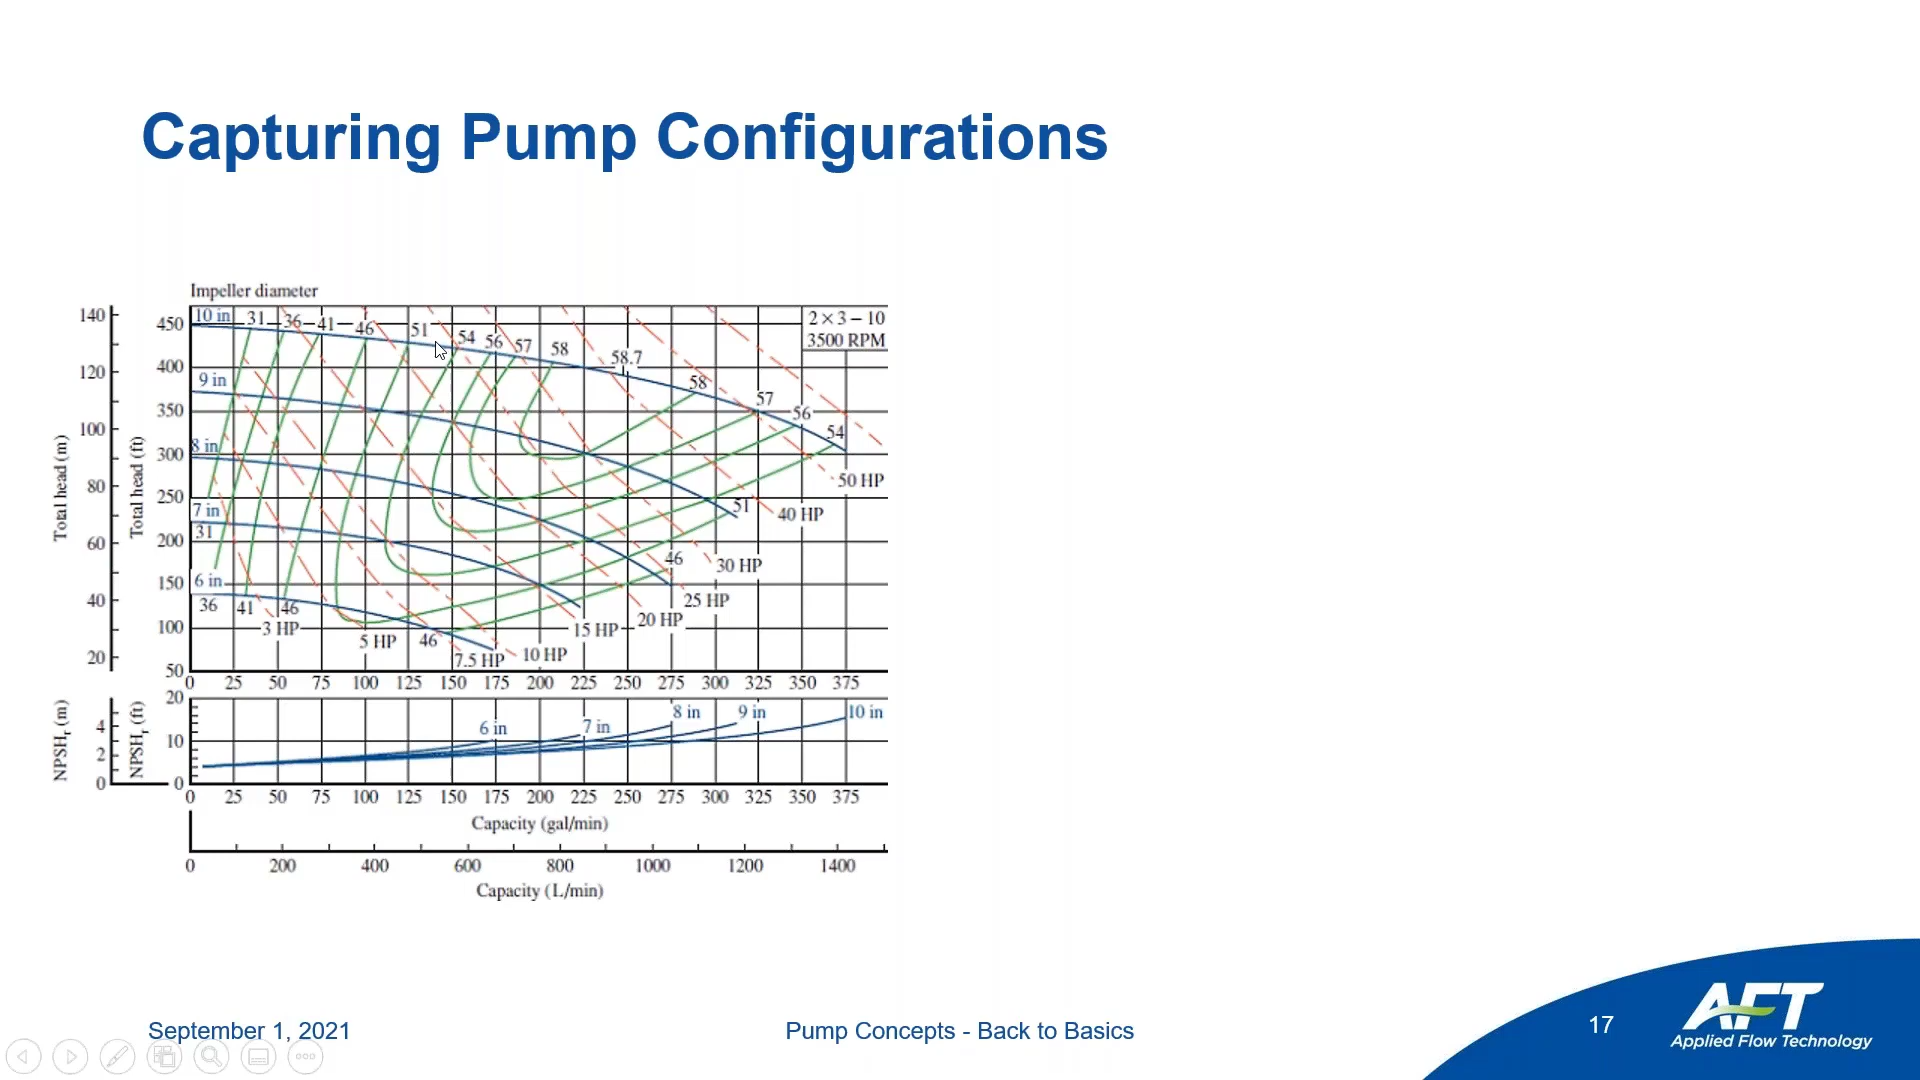 Capturing Pump Configurations
Impeller diameter
10 in 31 36 41 46 51 54 56 57 58 58.7 58 57 56 54
2 × 3 – 10
3500 RPM
9 in
8 in
7 in
31
6 in
36 41 46
46
51
46
3 HP
5 HP
7.5 HP
10 HP
15 HP
20 HP
25 HP
30 HP
40 HP
50 HP
Total head (m)
140
120
100
80
60
40
20
Total head (ft)
450
400
350
300
250
200
150
100
50
0 25 50 75 100 125 150 175 200 225 250 275 300 325 350 375
NPSHr (m)
4
2
0
NPSHr (ft)
20
10
0
6 in 7 in 8 in 9 in 10 in
0 25 50 75 100 125 150 175 200 225 250 275 300 325 350 375
Capacity (gal/min)
0 200 400 600 800 1000 1200 1400
Capacity (L/min)
September 1, 2021
Pump Concepts - Back to Basics
17
AFT
Applied Flow Technology